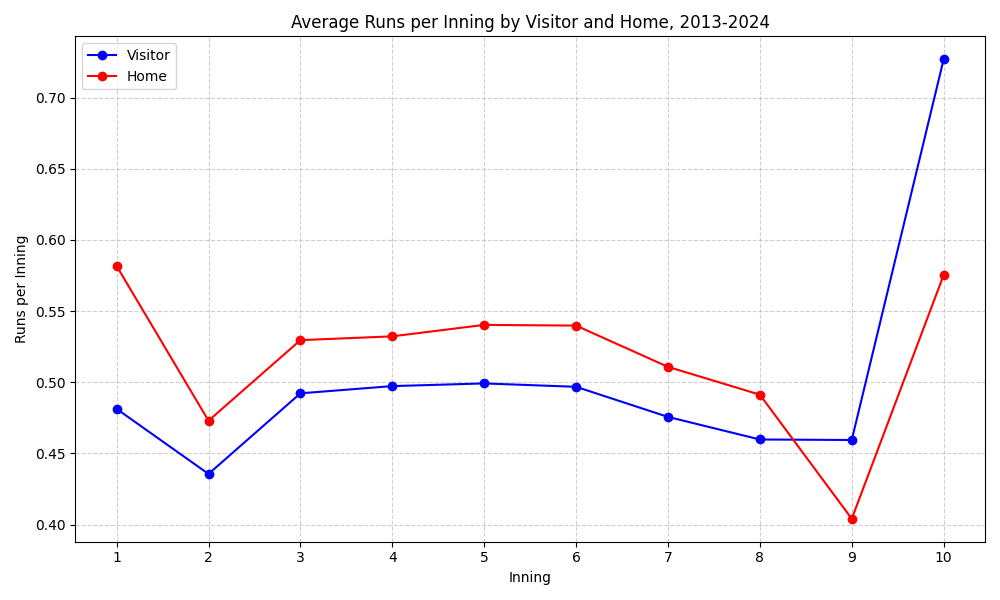 Average Runs per Inning by Visitor and Home, 2013-2024
Visitor
Home
Runs per Inning
0.70
0.65
0.60
0.55
0.50
0.45
0.40
1 2 3 4 5 6 7 8 9 10
Inning